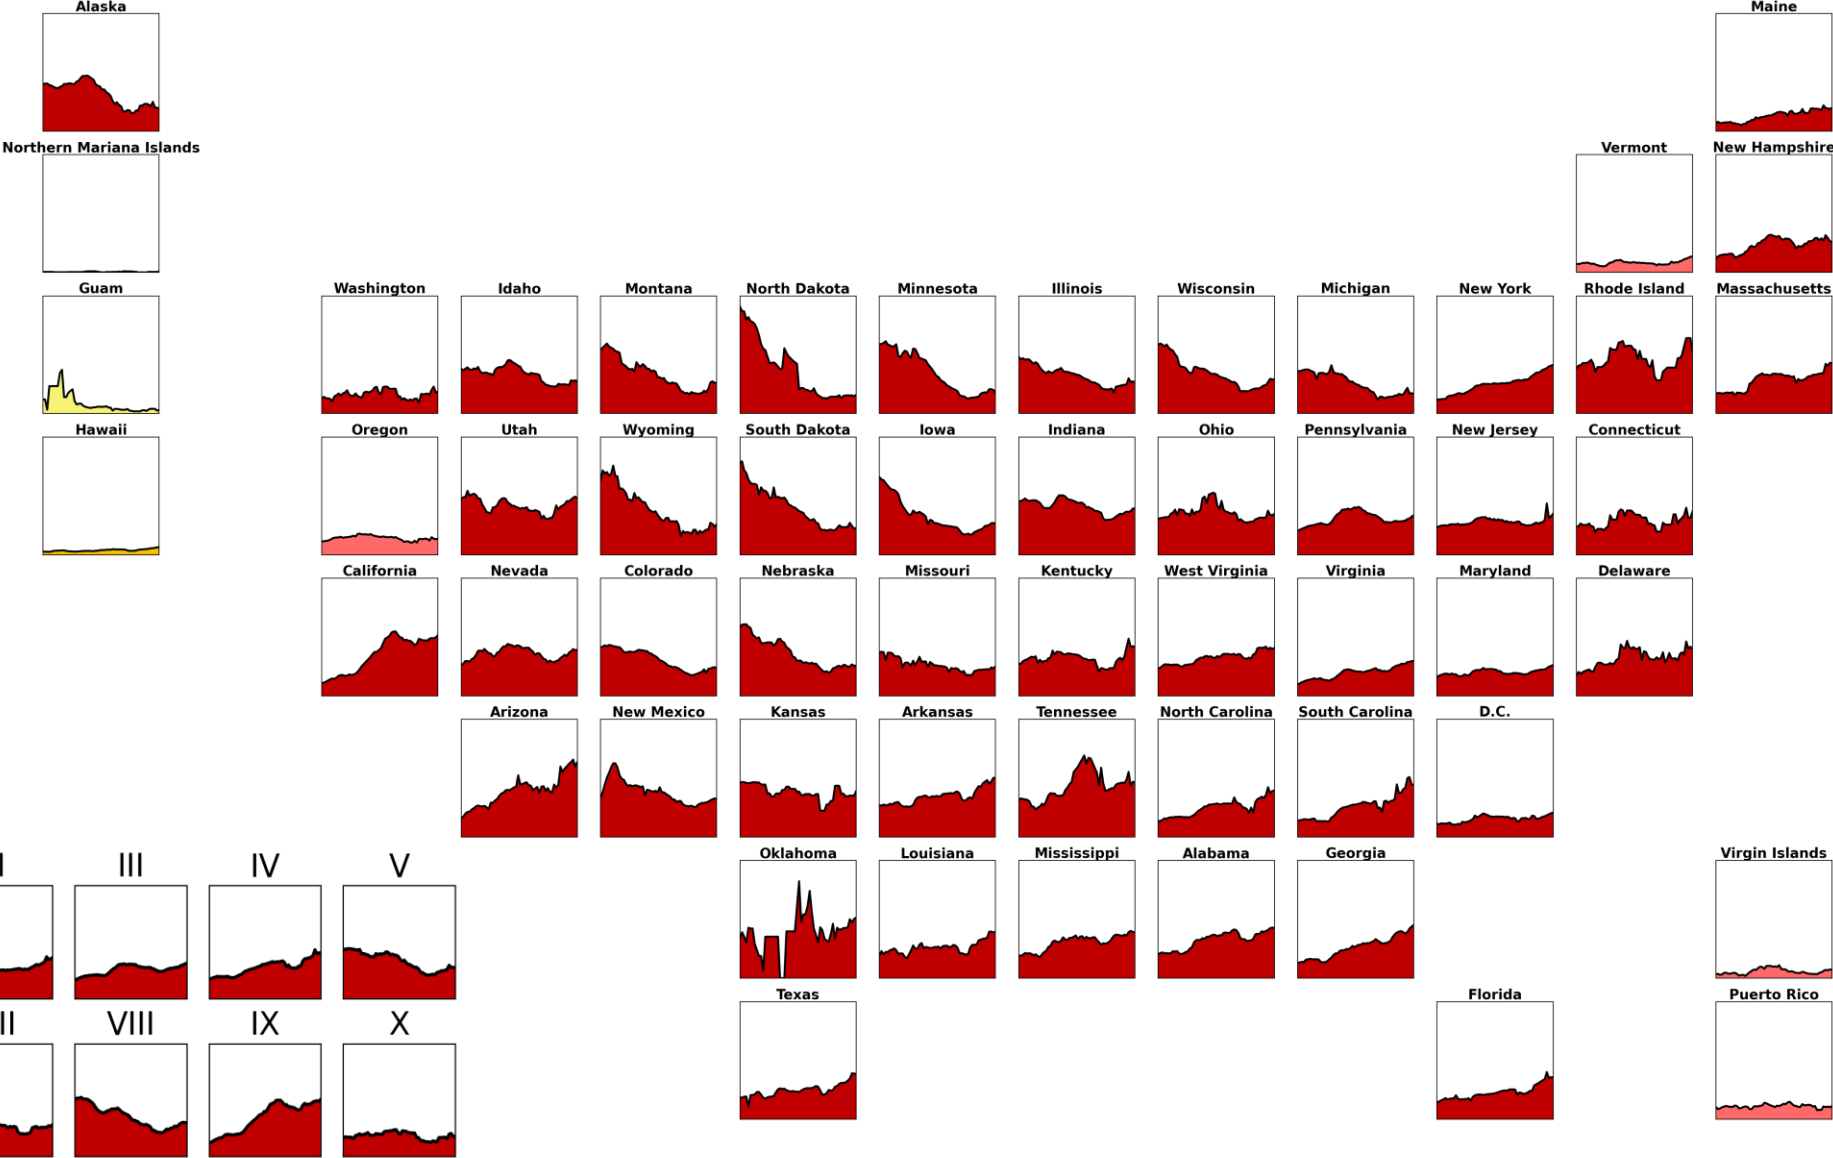 Alaska
Maine
Northern Mariana Islands
Vermont
New Hampshire
Guam
Washington
Idaho
Montana
North Dakota
Minnesota
Illinois
Wisconsin
Michigan
New York
Rhode Island
Massachusetts
Hawaii
Oregon
Utah
Wyoming
South Dakota
Iowa
Indiana
Ohio
Pennsylvania
New Jersey
Connecticut
California
Nevada
Colorado
Nebraska
Missouri
Kentucky
West Virginia
Virginia
Maryland
Delaware
Arizona
New Mexico
Kansas
Arkansas
Tennessee
North Carolina
South Carolina
D.C.
Oklahoma
Louisiana
Mississippi
Alabama
Georgia
Virgin Islands
III
IV
V
Texas
Florida
Puerto Rico
VIII
IX
X